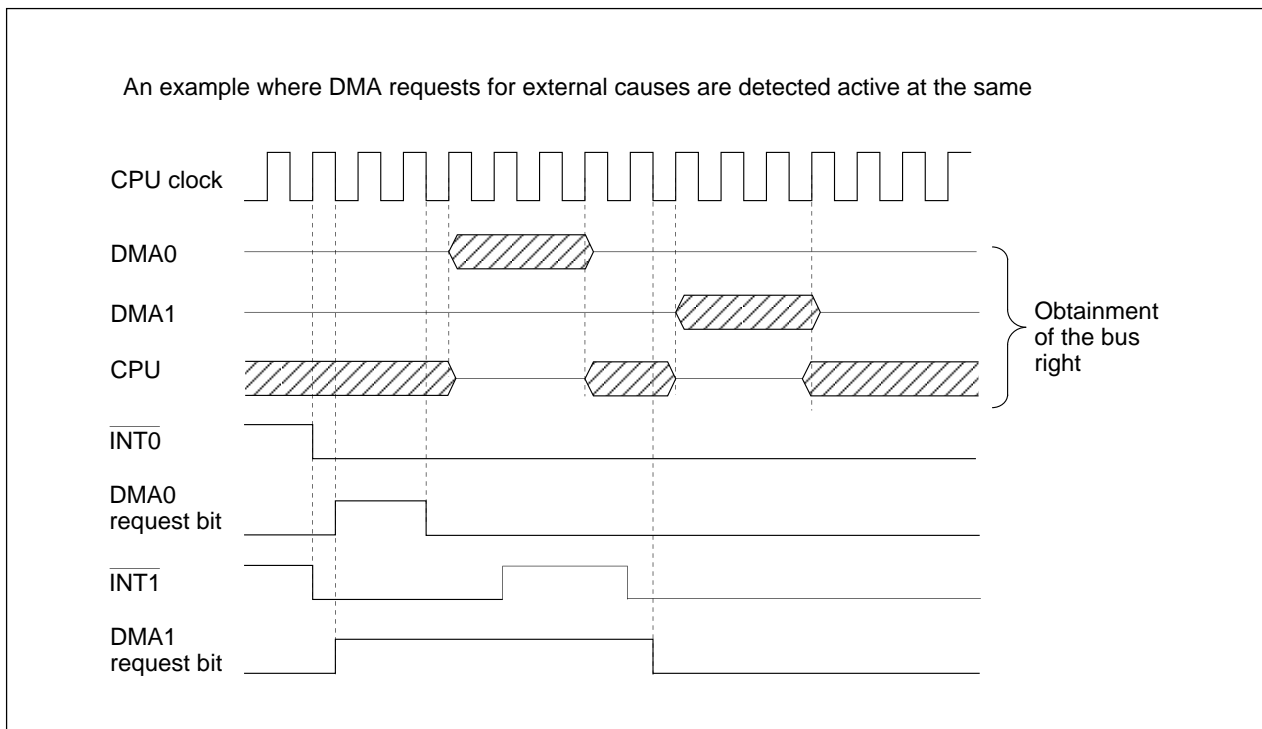 An example where DMA requests for external causes are detected active at the same
CPU clock
DMA0
DMA1
CPU
Obtainment
of the bus
right
INT0
DMA0
request bit
INT1
DMA1
request bit